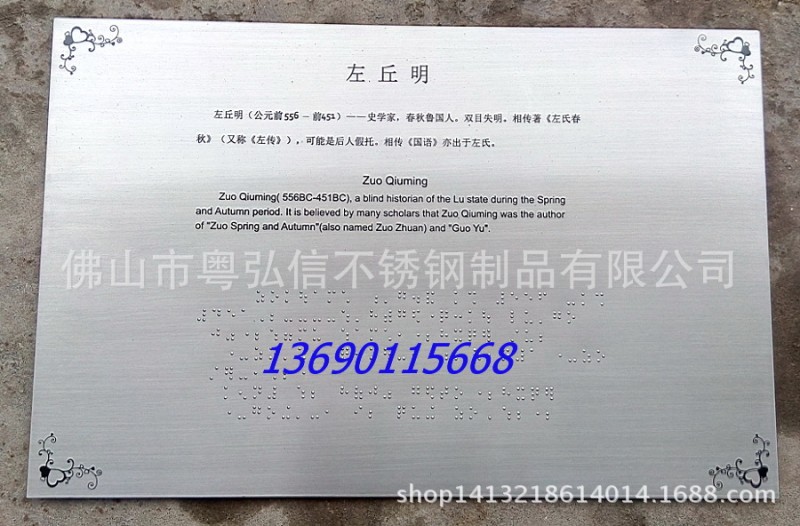 左丘明
左丘明（公元前556－前451）——史学家，春秋鲁国人。双目失明。相传著《左氏春
秋》（又称《左传》），可能是后人假托。相传《国语》亦出于左氏。
Zuo Qiuming
Zuo Qiuming( 556BC-451BC), a blind historian of the Lu state during the Spring
and Autumn period. It is believed by many scholars that Zuo Qiuming was the author
of "Zuo Spring and Autumn"(also named Zuo Zhuan) and "Guo Yu".
佛山市粤弘信不锈钢制品有限公司
13690115668
shop1413218614014.1688.com